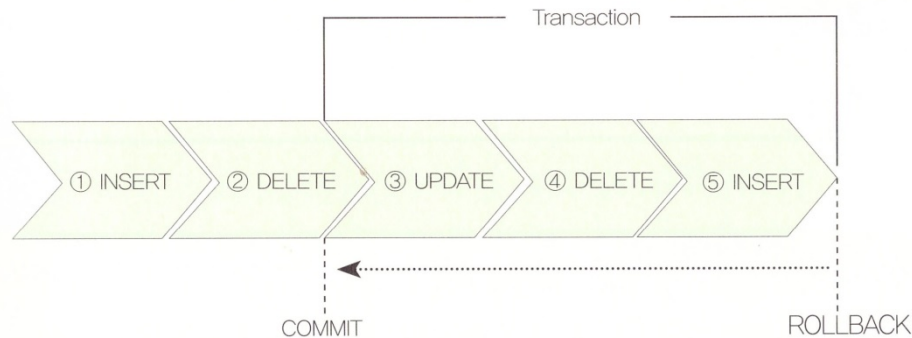 Transaction
① INSERT
② DELETE
③ UPDATE
④ DELETE
⑤ INSERT
COMMIT
ROLLBACK